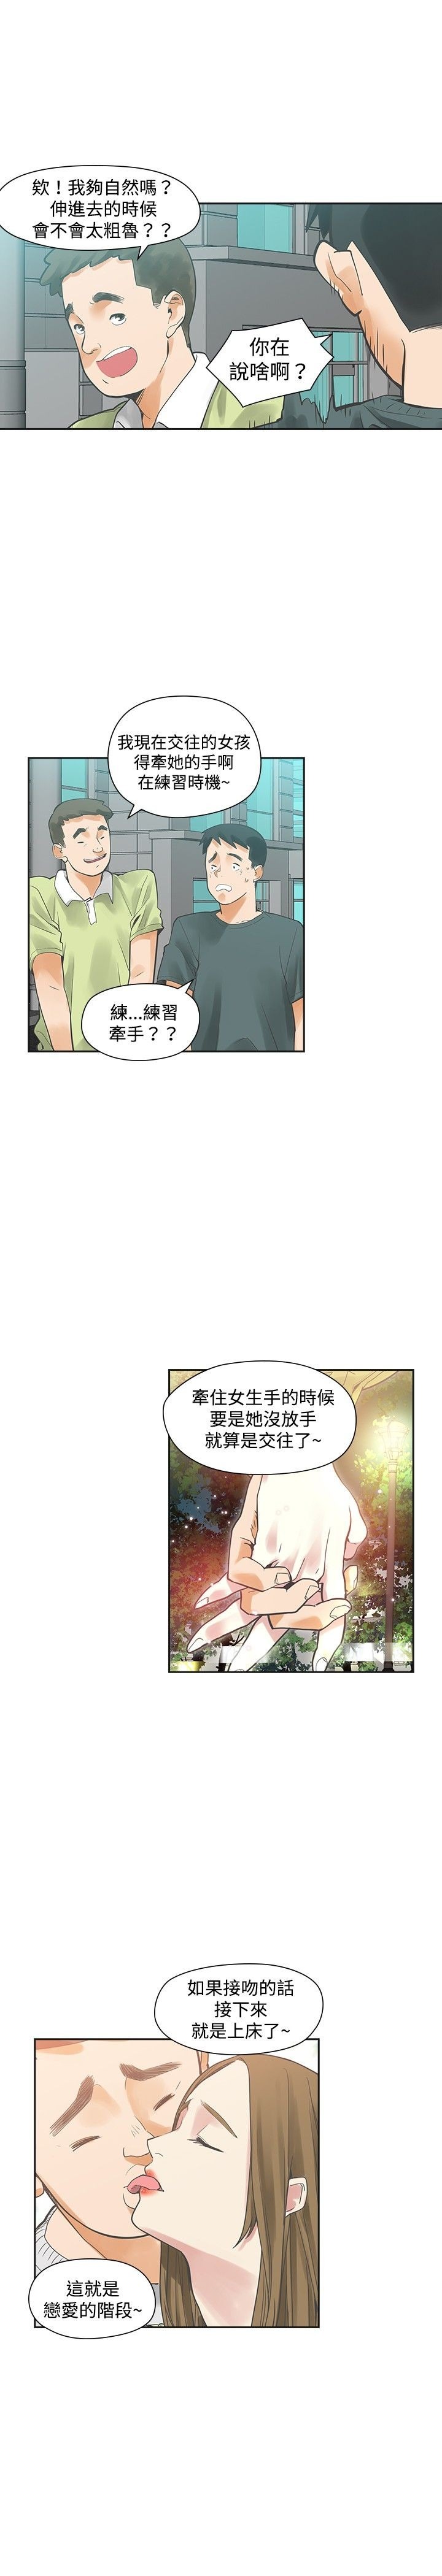 欸！我夠自然嗎？
伸進去的時候
會不會太粗魯？？
你在
說啥啊？
我現在交往的女孩
得牽她的手啊
在練習時機~
練...練習
牽手？？
牽住女生手的時候
要是她沒放手
就算是交往了~
如果接吻的話
接下來
就是上床了~
這就是
戀愛的階段~